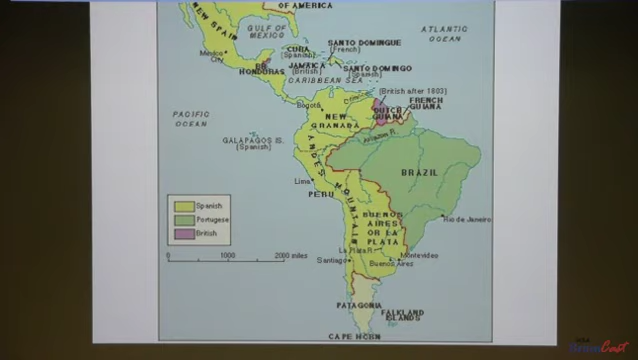 OF AMERICA
NEW SPAIN
GULF OF
MEXICO
ATLANTIC
OCEAN
Mexico
City
CUBA
(Spanish)
SANTO DOMINGUE
(French)
BR.
HONDURAS
JAMAICA
(British)
SANTO DOMINGO
(Spanish)
CARIBBEAN SEA
(British after 1803)
Bogotá
FRENCH
GUIANA
DUTCH
GUIANA
NEW
GRANADA
PACIFIC
OCEAN
Amazon R.
GALAPAGOS IS.
(Spanish)
ANDES MOUNTAINS
BRAZIL
Lima
PERU
Spanish
Portugese
British
BUENOS
AIRES OR LA
PLATA
Rio de Janeiro
0 1000 2000 miles
La Plata R.
Montevideo
Santiago
Buenos Aires
PATAGONIA
FALKLAND
ISLANDS
CAPE HORN